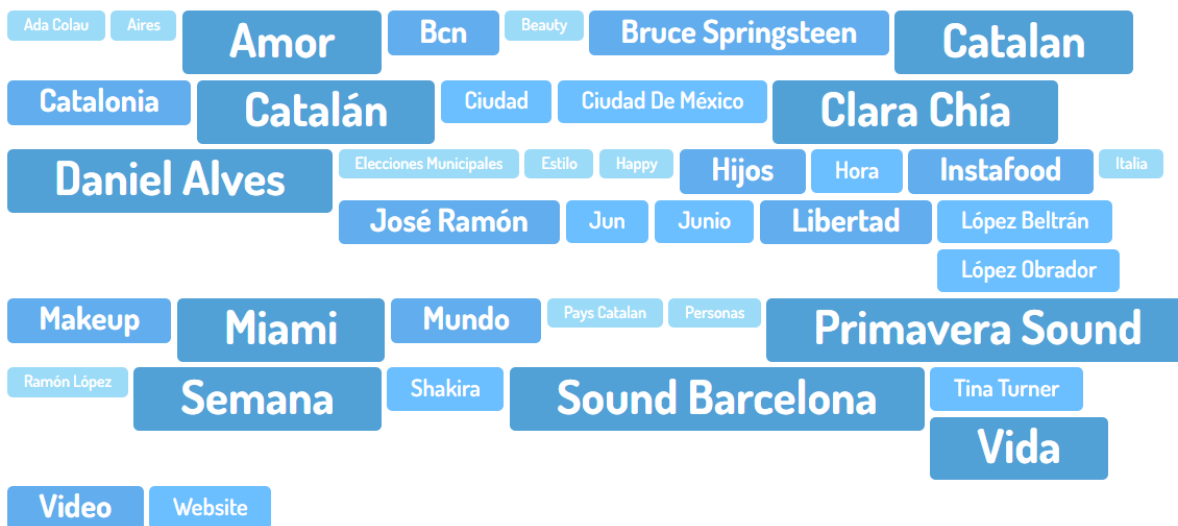 Ada Colau Aires Amor Bcn Beauty Bruce Springsteen Catalan
Catalonia Catalán Ciudad Ciudad De México Clara Chía
Daniel Alves Elecciones Municipales Estilo Happy Hijos Hora Instafood Italia
José Ramón Jun Junio Libertad López Beltrán
López Obrador
Makeup Miami Mundo Pays Catalan Personas Primavera Sound
Ramón López Semana Shakira Sound Barcelona Tina Turner
Vida
Video Website